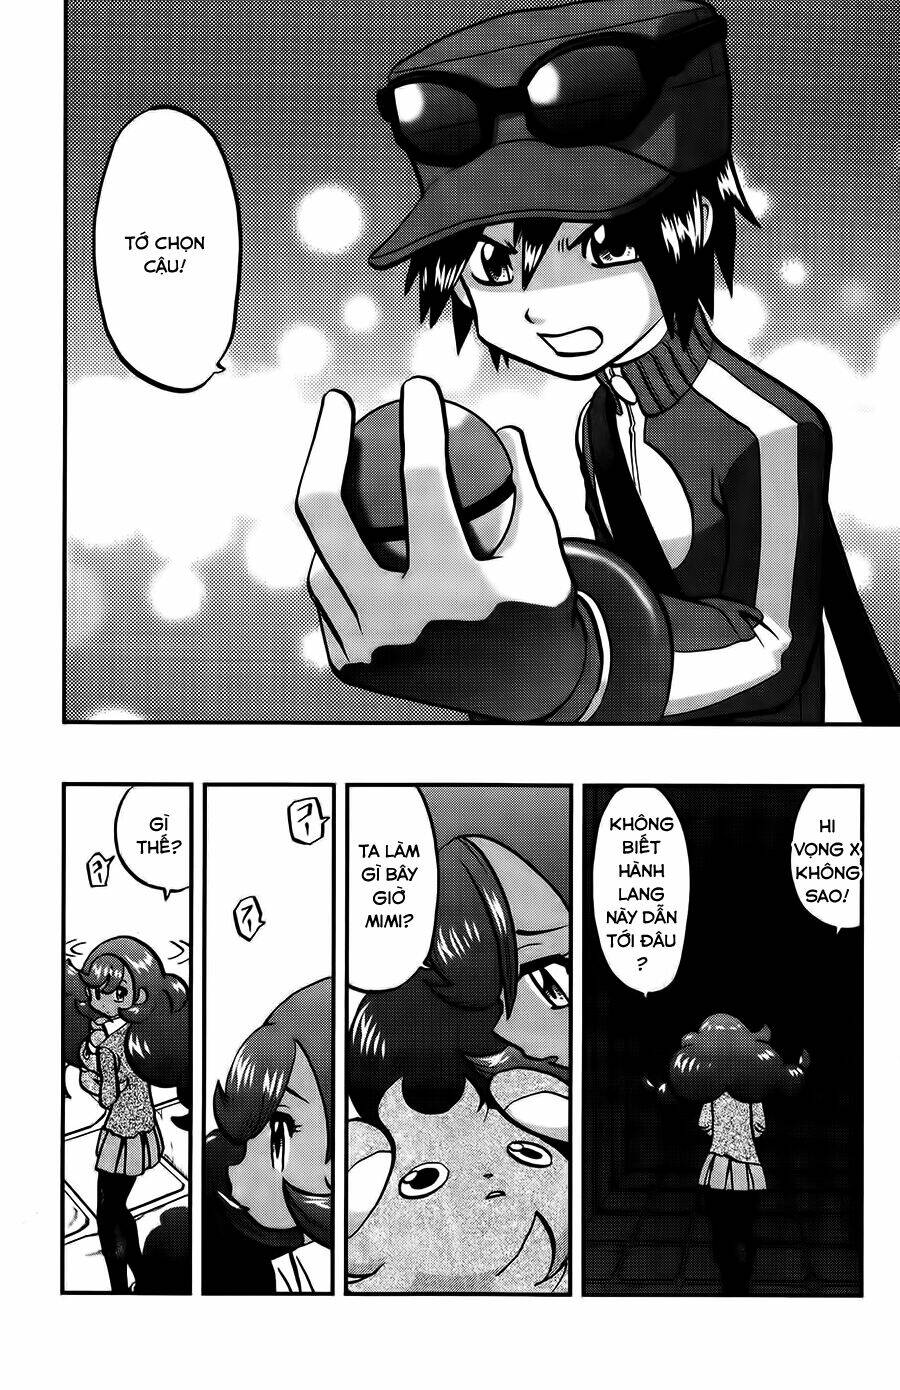 TỚ CHỌN
CẬU!
HI
VỌNG X
KHÔNG
SAO!
KHÔNG
BIẾT
HÀNH
LANG
NÀY DẪN
TỚI ĐÂU
?
TA LÀM
GÌ BÂY
GIỜ
MIMI?
GÌ
THẾ?